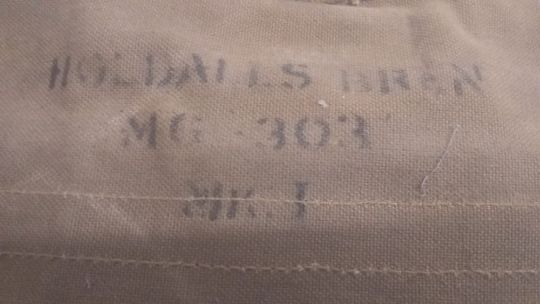 HOLDALLS BREN
MG .303"
MK. I